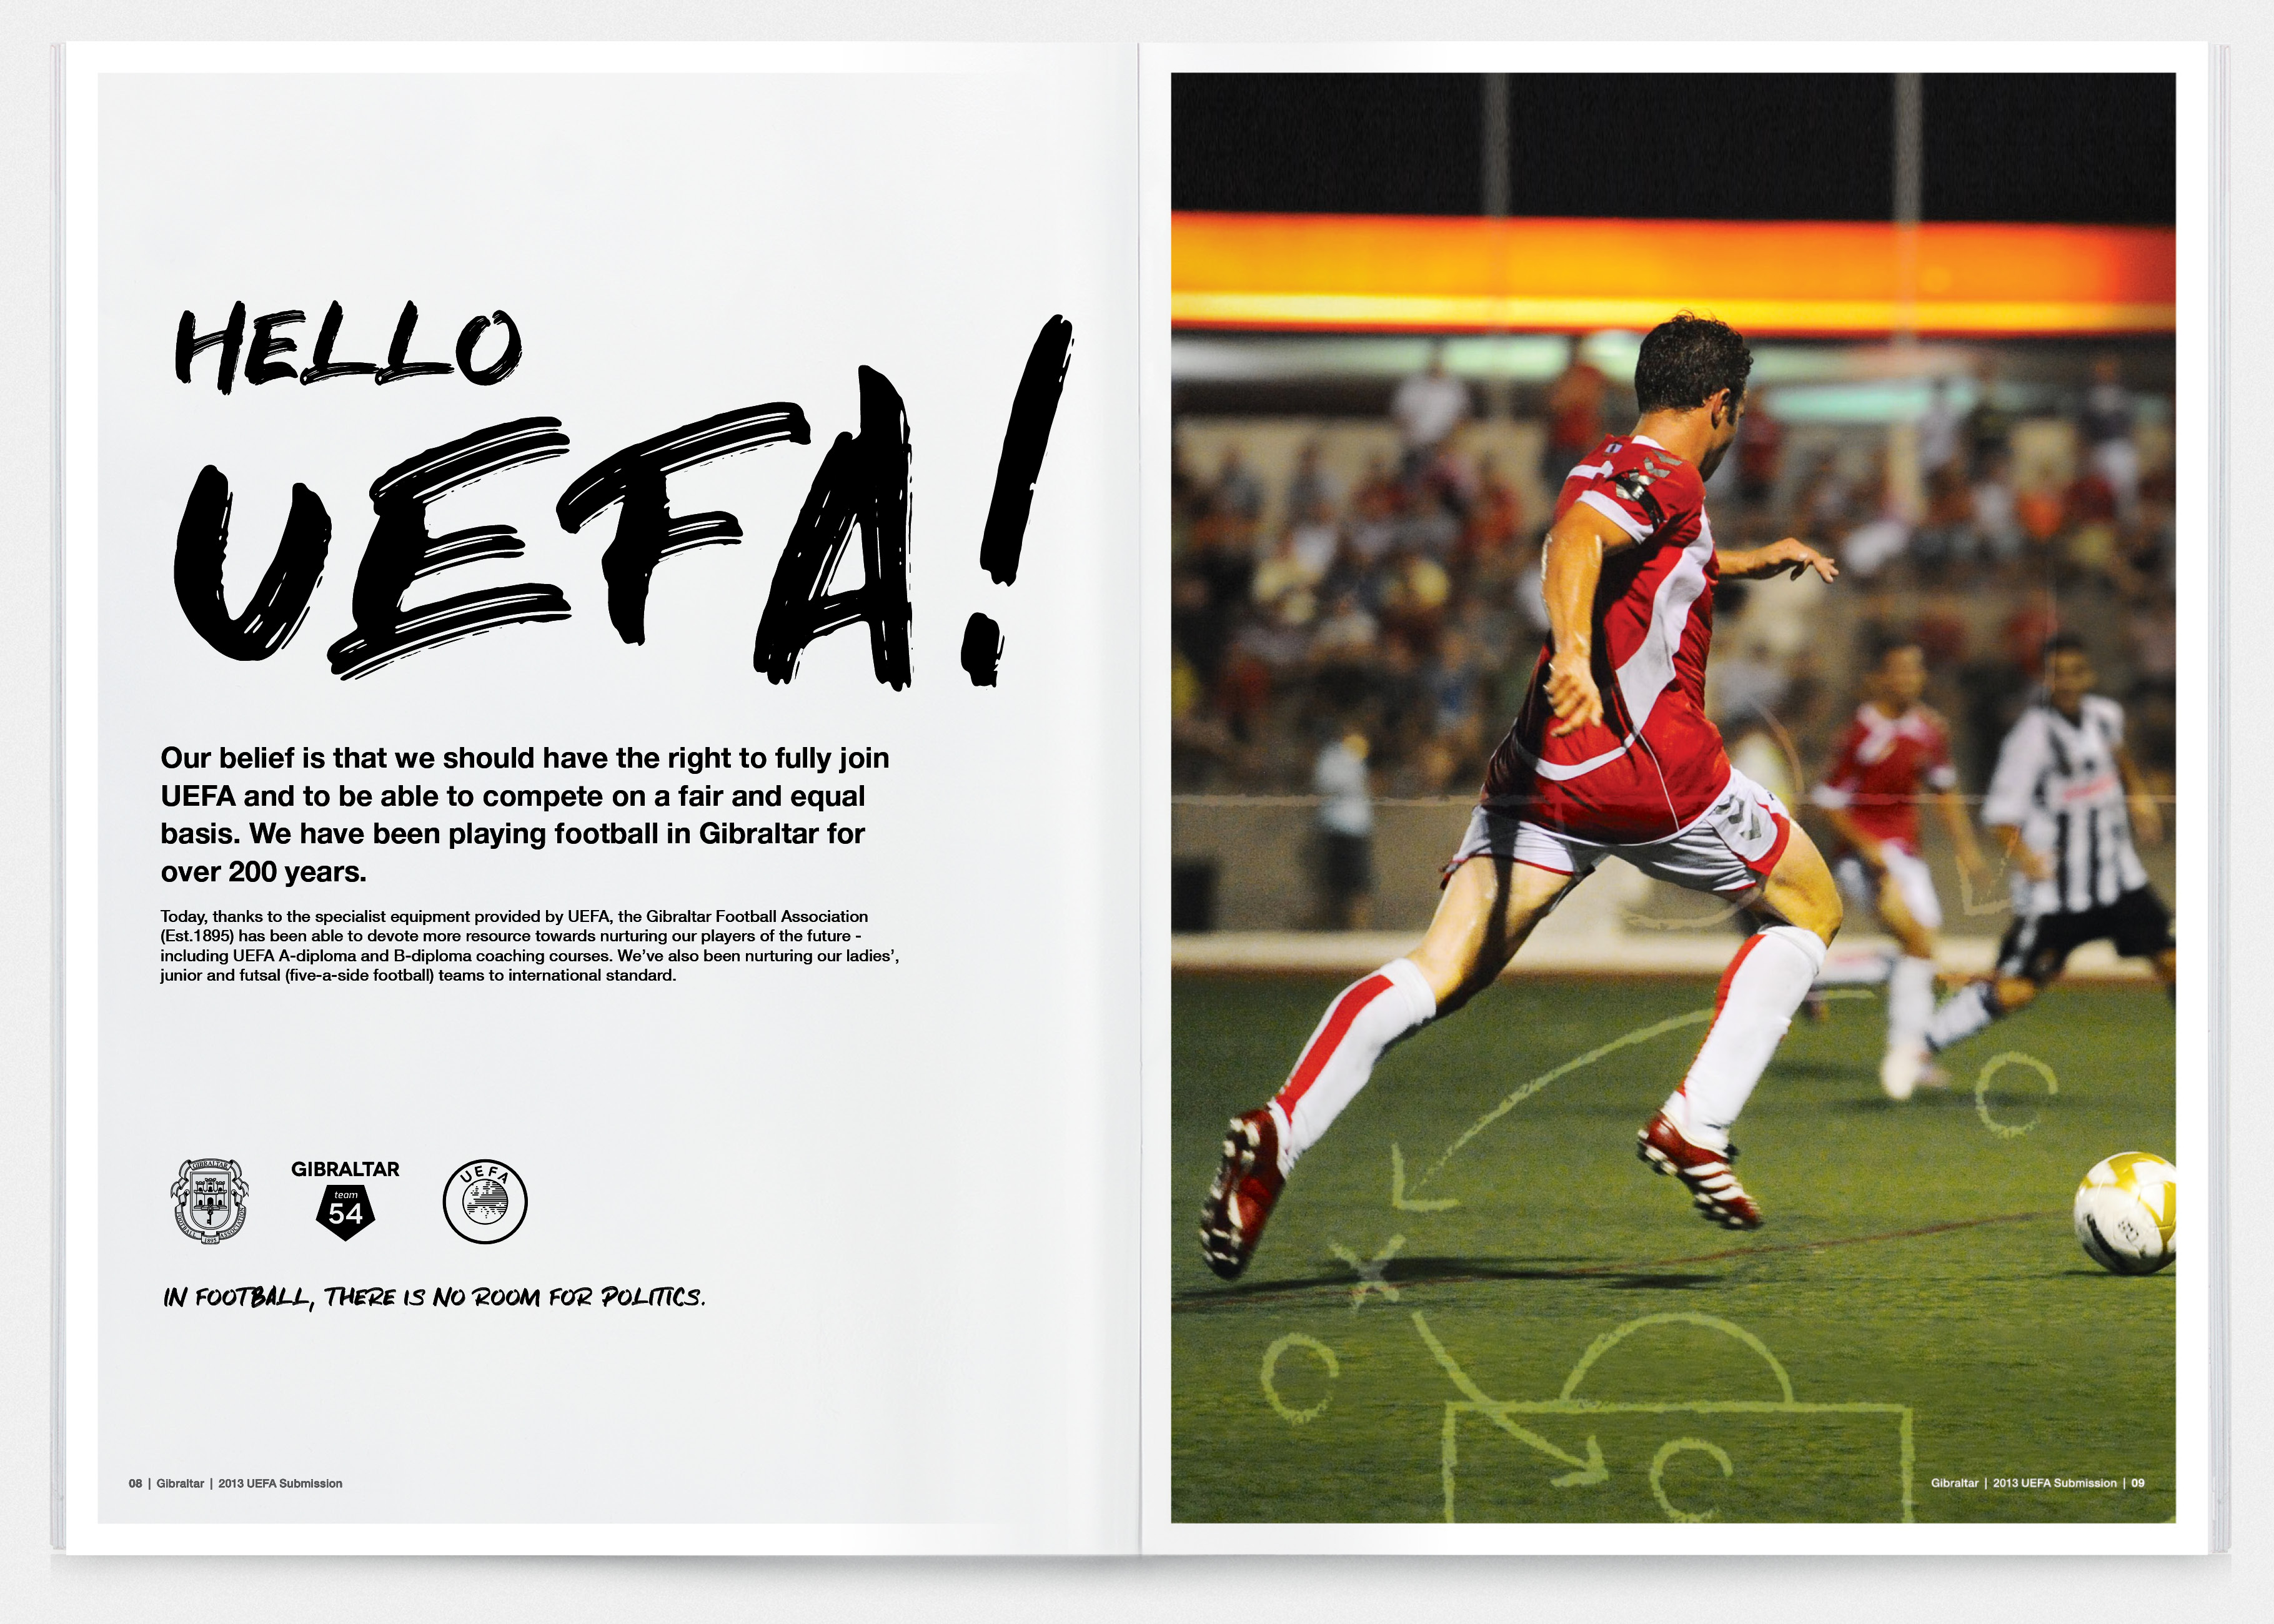 HELLO
UEFA!
Our belief is that we should have the right to fully join
UEFA and to be able to compete on a fair and equal
basis. We have been playing football in Gibraltar for
over 200 years.
Today, thanks to the specialist equipment provided by UEFA, the Gibraltar Football Association
(Est.1895) has been able to devote more resource towards nurturing our players of the future -
including UEFA A-diploma and B-diploma coaching courses. We’ve also been nurturing our ladies’,
junior and futsal (five-a-side football) teams to international standard.
GIBRALTAR
FOOTBALL ASSOCIATION
1895
GIBRALTAR
team
54
UEFA
IN FOOTBALL, THERE IS NO ROOM FOR POLITICS.
08 | Gibraltar | 2013 UEFA Submission
Gibraltar | 2013 UEFA Submission | 09